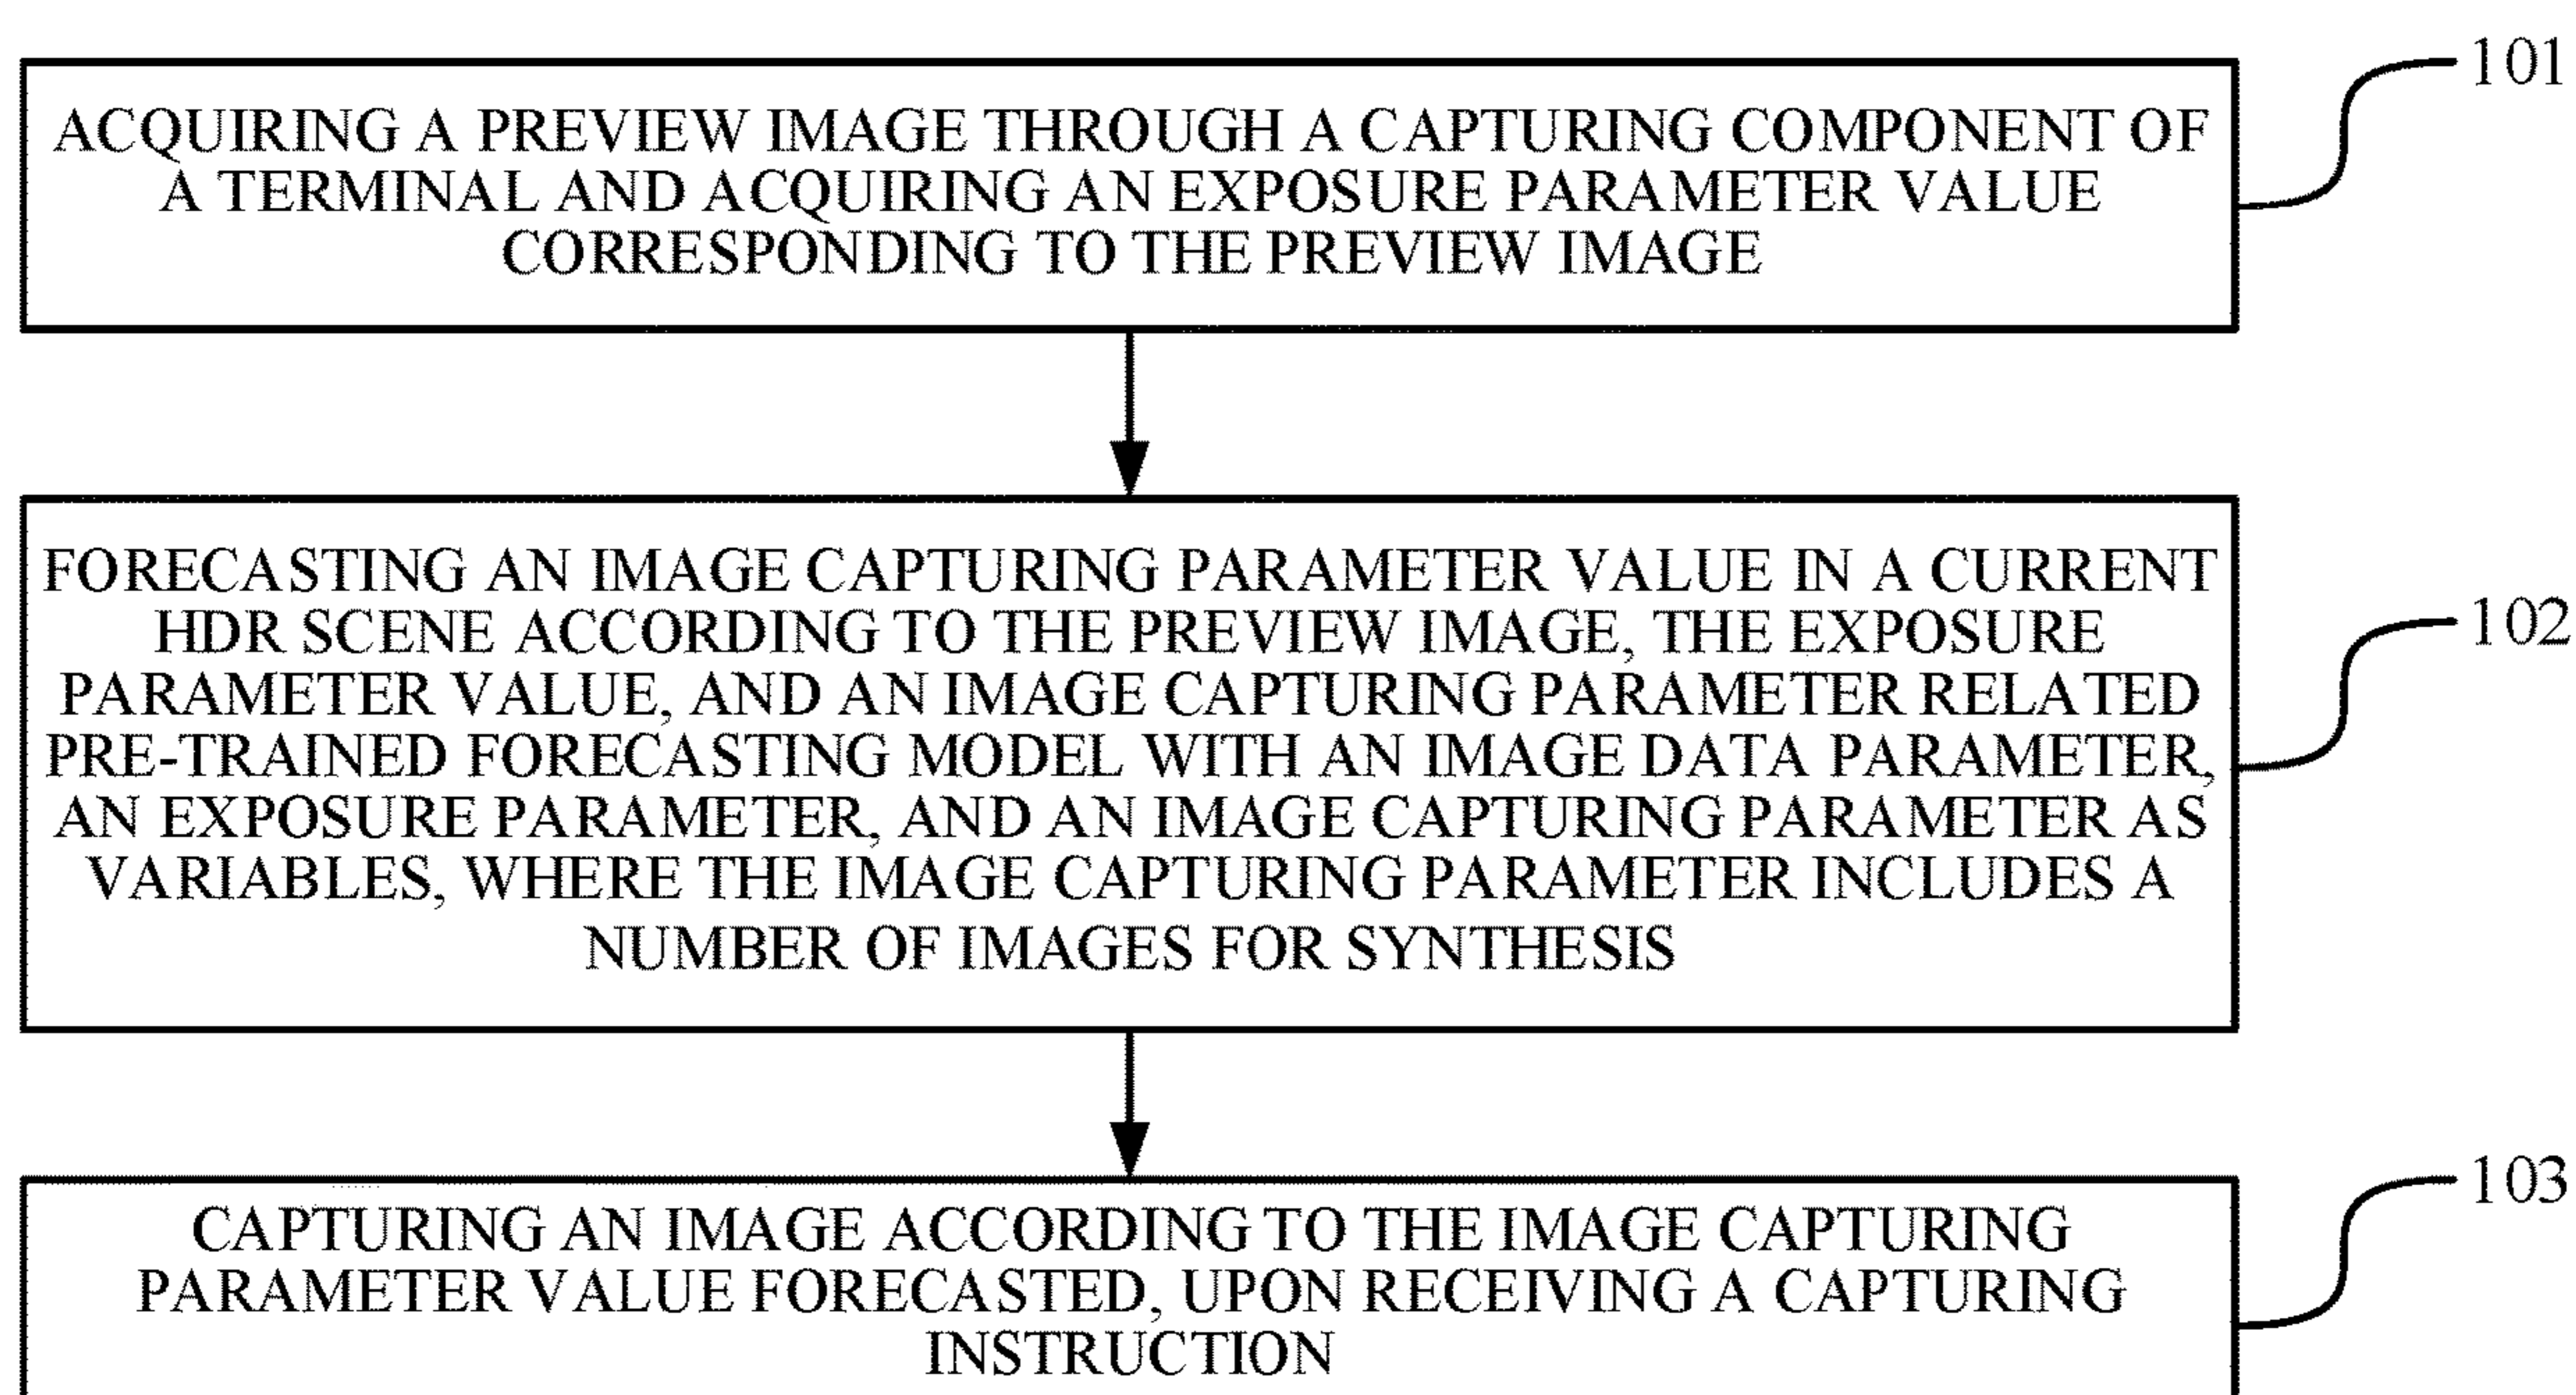 101
ACQUIRING A PREVIEW IMAGE THROUGH A CAPTURING COMPONENT OF
A TERMINAL AND ACQUIRING AN EXPOSURE PARAMETER VALUE
CORRESPONDING TO THE PREVIEW IMAGE
FORECASTING AN IMAGE CAPTURING PARAMETER VALUE IN A CURRENT
HDR SCENE ACCORDING TO THE PREVIEW IMAGE, THE EXPOSURE
102
PARAMETER VALUE, AND AN IMAGE CAPTURING PARAMETER RELATED
PRE-TRAINED FORECASTING MODEL WITH AN IMAGE DATA PARAMETER,
AN EXPOSURE PARAMETER, AND AN IMAGE CAPTURING PARAMETER AS
VARIABLES, WHERE THE IMAGE CAPTURING PARAMETER INCLUDES A
NUMBER OF IMAGES FOR SYNTHESIS
103
CAPTURING AN IMAGE ACCORDING TO THE IMAGE CAPTURING
PARAMETER VALUE FORECASTED, UPON RECEIVING A CAPTURING
INSTRUCTION